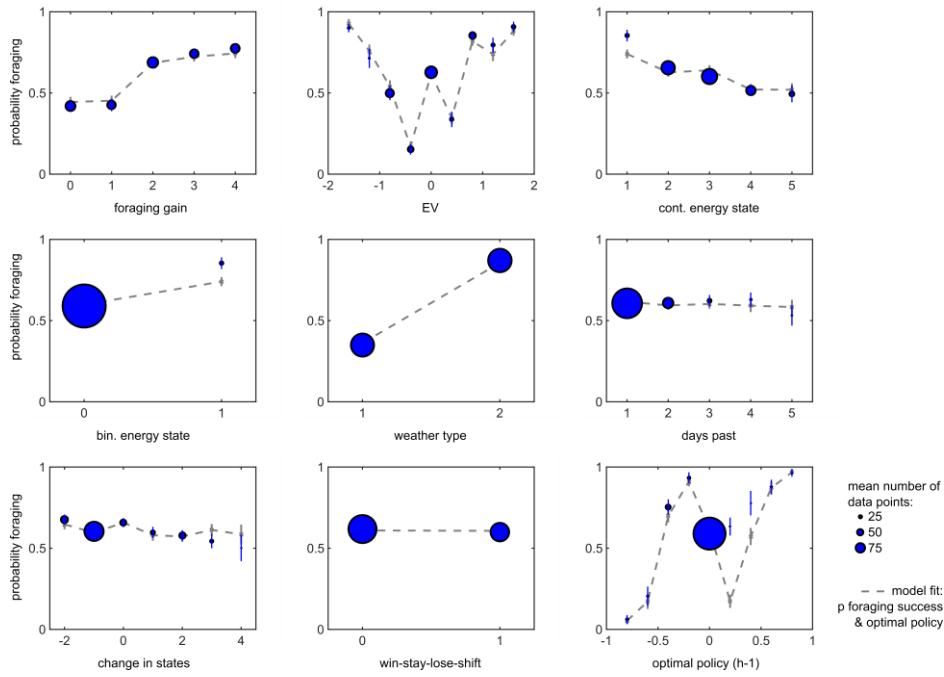 probability foraging
1
0.5
0
0 1 2 3 4
foraging gain
1
0.5
0
-2 -1 0 1 2
EV
1
0.5
0
1 2 3 4 5
cont. energy state
probability foraging
1
0.5
0
0 1
bin. energy state
1
0.5
0
1 2
weather type
1
0.5
0
1 2 3 4 5
days past
probability foraging
1
0.5
0
-2 0 2 4
change in states
1
0.5
0
0 1
win-stay-lose-shift
1
0.5
0
-1 -0.5 0 0.5 1
optimal policy (h-1)
mean number of
data points:
25
50
75
model fit:
p foraging success
& optimal policy